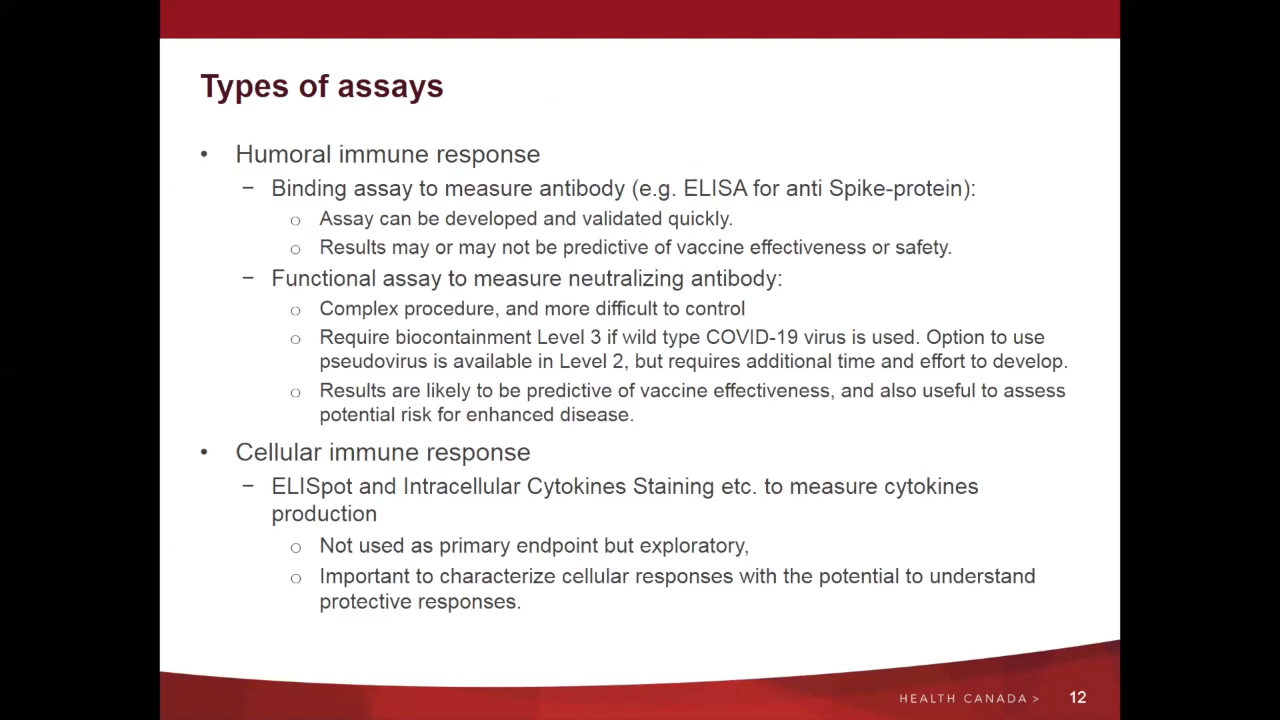 Types of assays
• Humoral immune response
− Binding assay to measure antibody (e.g. ELISA for anti Spike-protein):
○ Assay can be developed and validated quickly.
○ Results may or may not be predictive of vaccine effectiveness or safety.
− Functional assay to measure neutralizing antibody:
○ Complex procedure, and more difficult to control
○ Require biocontainment Level 3 if wild type COVID-19 virus is used. Option to use
pseudovirus is available in Level 2, but requires additional time and effort to develop.
○ Results are likely to be predictive of vaccine effectiveness, and also useful to assess
potential risk for enhanced disease.
• Cellular immune response
− ELISpot and Intracellular Cytokines Staining etc. to measure cytokines
production
○ Not used as primary endpoint but exploratory,
○ Important to characterize cellular responses with the potential to understand
protective responses.
HEALTH CANADA > 12